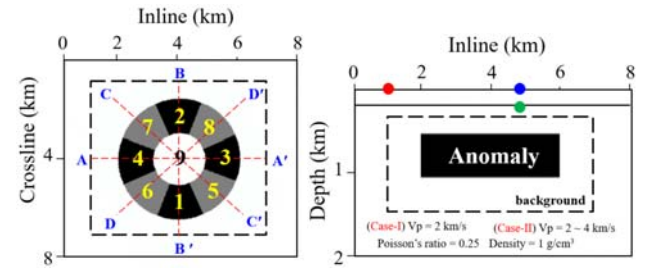 Inline (km)
0 2 4 6 8
Crossline (km)
4
8
B
C
D'
2
7
8
A
4
9
3
A'
6
5
1
D
C'
B'
Inline (km)
0 2 4 6 8
Depth (km)
1
2
Anomaly
background
(Case-I) Vp = 2 km/s (Case-II) Vp = 2 ~ 4 km/s
Poisson's ratio = 0.25 Density = 1 g/cm³